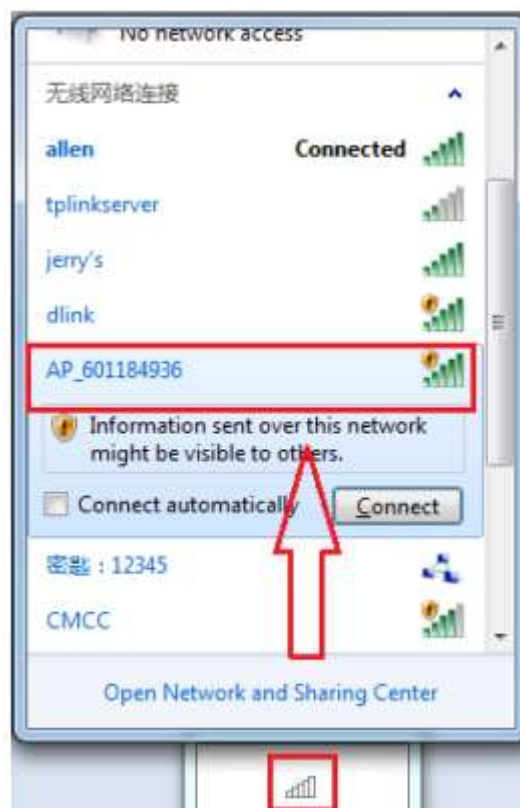 No network access
无线网络连接
allen Connected
tplinkserver
jerry's
dlink
AP_601184936
Information sent over this network
might be visible to others.
Connect automatically Connect
密匙：12345
CMCC
Open Network and Sharing Center